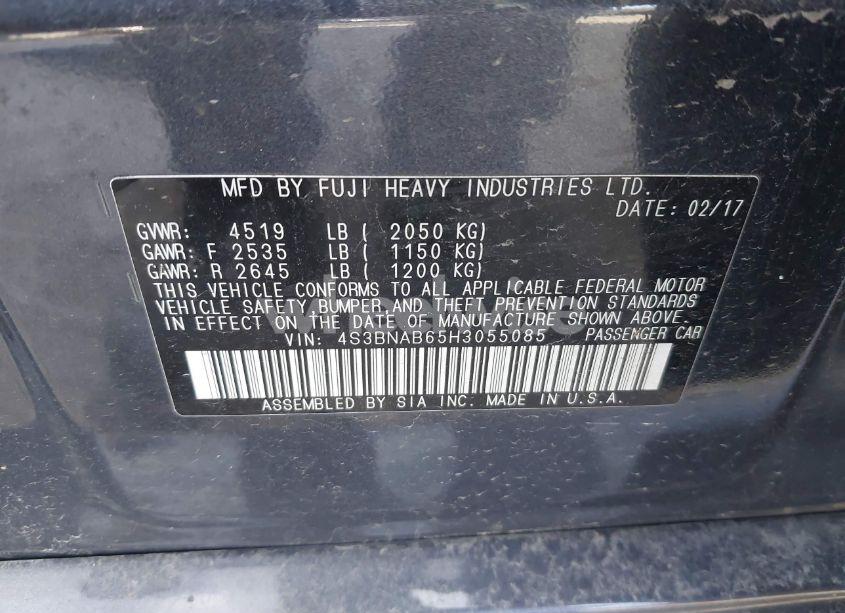 MFD BY FUJI HEAVY INDUSTRIES LTD.
DATE: 02/17
GVWR: 4519 LB ( 2050 KG)
GAWR: F 2535 LB ( 1150 KG)
GAWR: R 2645 LB ( 1200 KG)
THIS VEHICLE CONFORMS TO ALL APPLICABLE FEDERAL MOTOR
VEHICLE SAFETY, BUMPER, AND THEFT PREVENTION STANDARDS
IN EFFECT ON THE DATE OF MANUFACTURE SHOWN ABOVE.
VIN: 4S3BNAB65H3055085 PASSENGER CAR
ASSEMBLED BY SIA INC. MADE IN U.S.A.